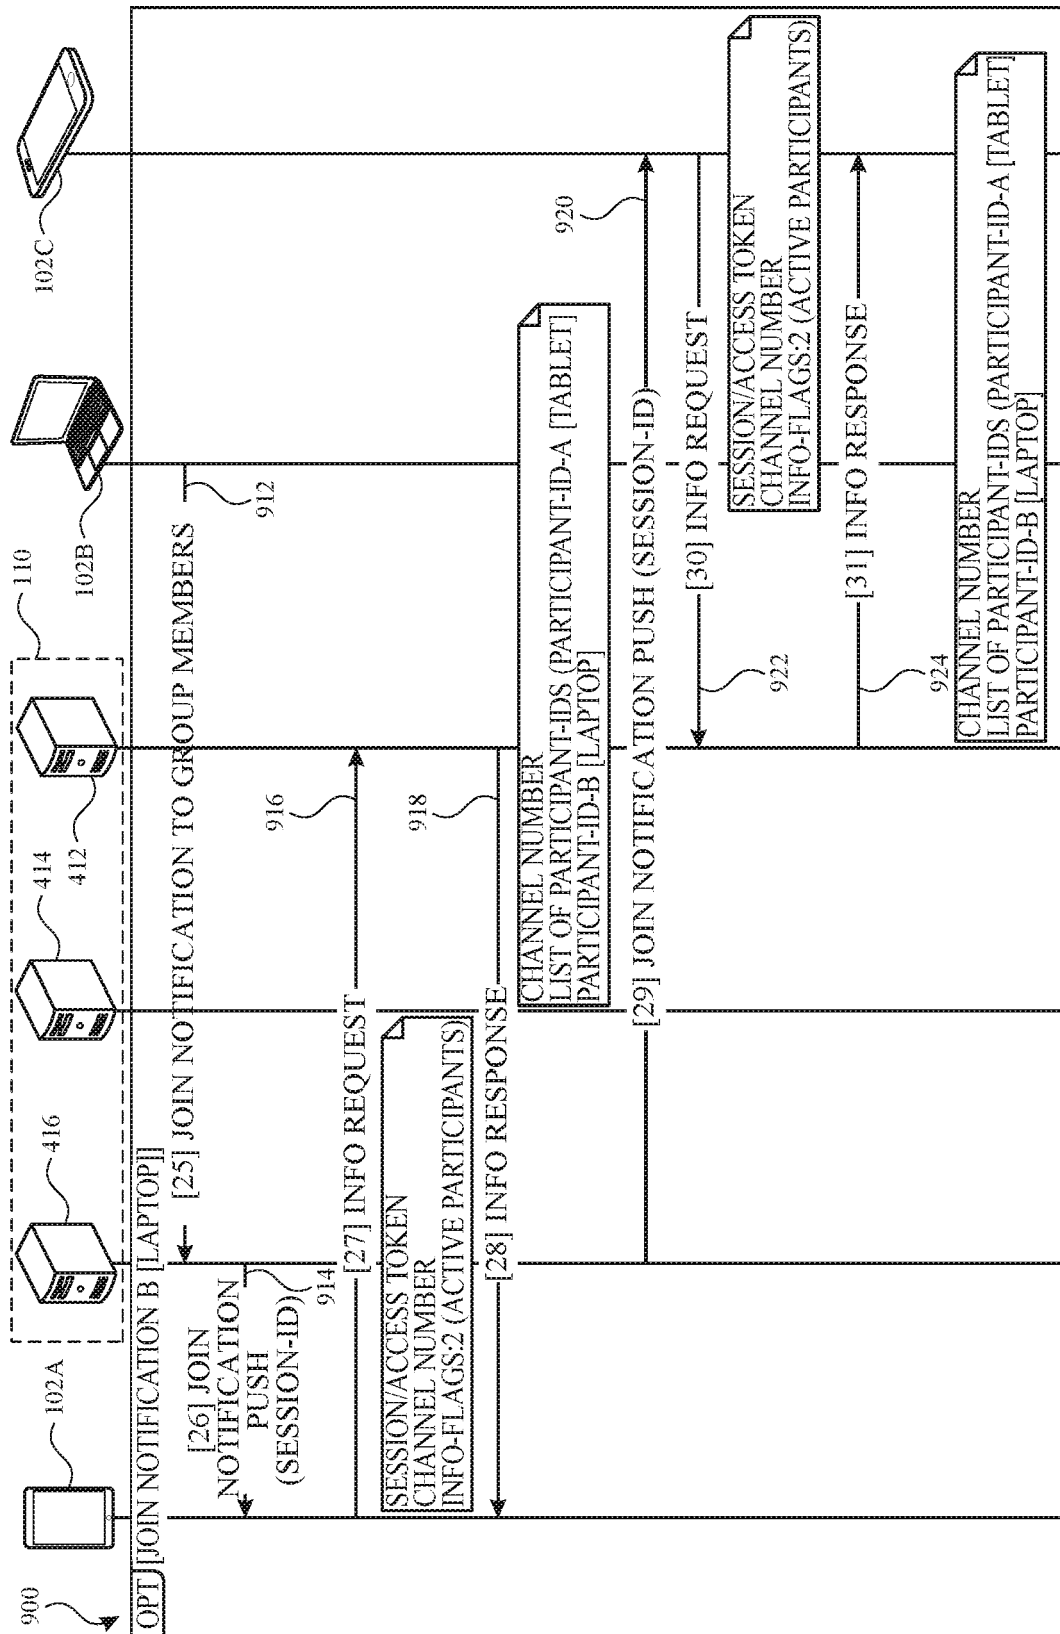 900
102A
416
414
412
110
102B
102C
OPT
[JOIN NOTIFICATION B [LAPTOP]]
[25] JOIN NOTIFICATION TO GROUP MEMBERS
912
[26] JOIN
NOTIFICATION
PUSH
(SESSION-ID)
914
[27] INFO REQUEST
916
SESSION/ACCESS TOKEN
CHANNEL NUMBER
INFO-FLAGS:2 (ACTIVE PARTICIPANTS)
[28] INFO RESPONSE
918
CHANNEL NUMBER
LIST OF PARTICIPANT-IDS (PARTICIPANT-ID-A [TABLET]
PARTICIPANT-ID-B [LAPTOP]
[29] JOIN NOTIFICATION PUSH (SESSION-ID)
920
[30] INFO REQUEST
922
SESSION/ACCESS TOKEN
CHANNEL NUMBER
INFO-FLAGS:2 (ACTIVE PARTICIPANTS)
[31] INFO RESPONSE
924
CHANNEL NUMBER
LIST OF PARTICIPANT-IDS (PARTICIPANT-ID-A [TABLET]
PARTICIPANT-ID-B [LAPTOP]